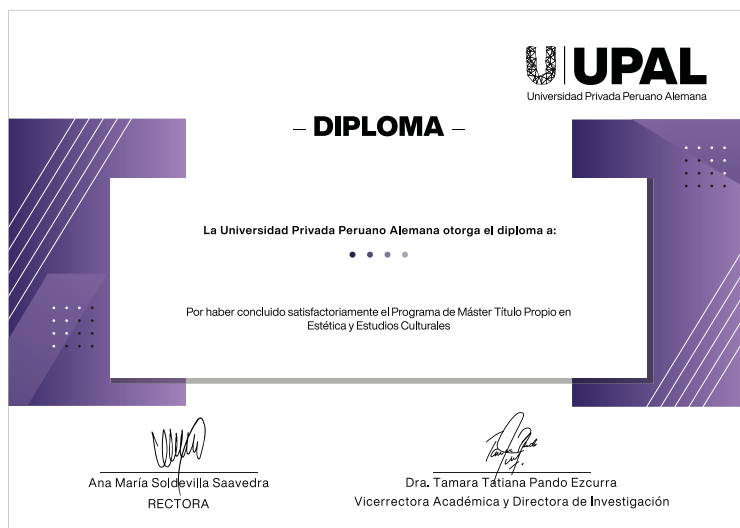 UPAL
Universidad Privada Peruano Alemana
– DIPLOMA –
La Universidad Privada Peruano Alemana otorga el diploma a:
Por haber concluido satisfactoriamente el Programa de Máster Título Propio en
Estética y Estudios Culturales
Ana María Soldevilla Saavedra
RECTORA
Dra. Tamara Tatiana Pando Ezcurra
Vicerrectora Académica y Directora de Investigación